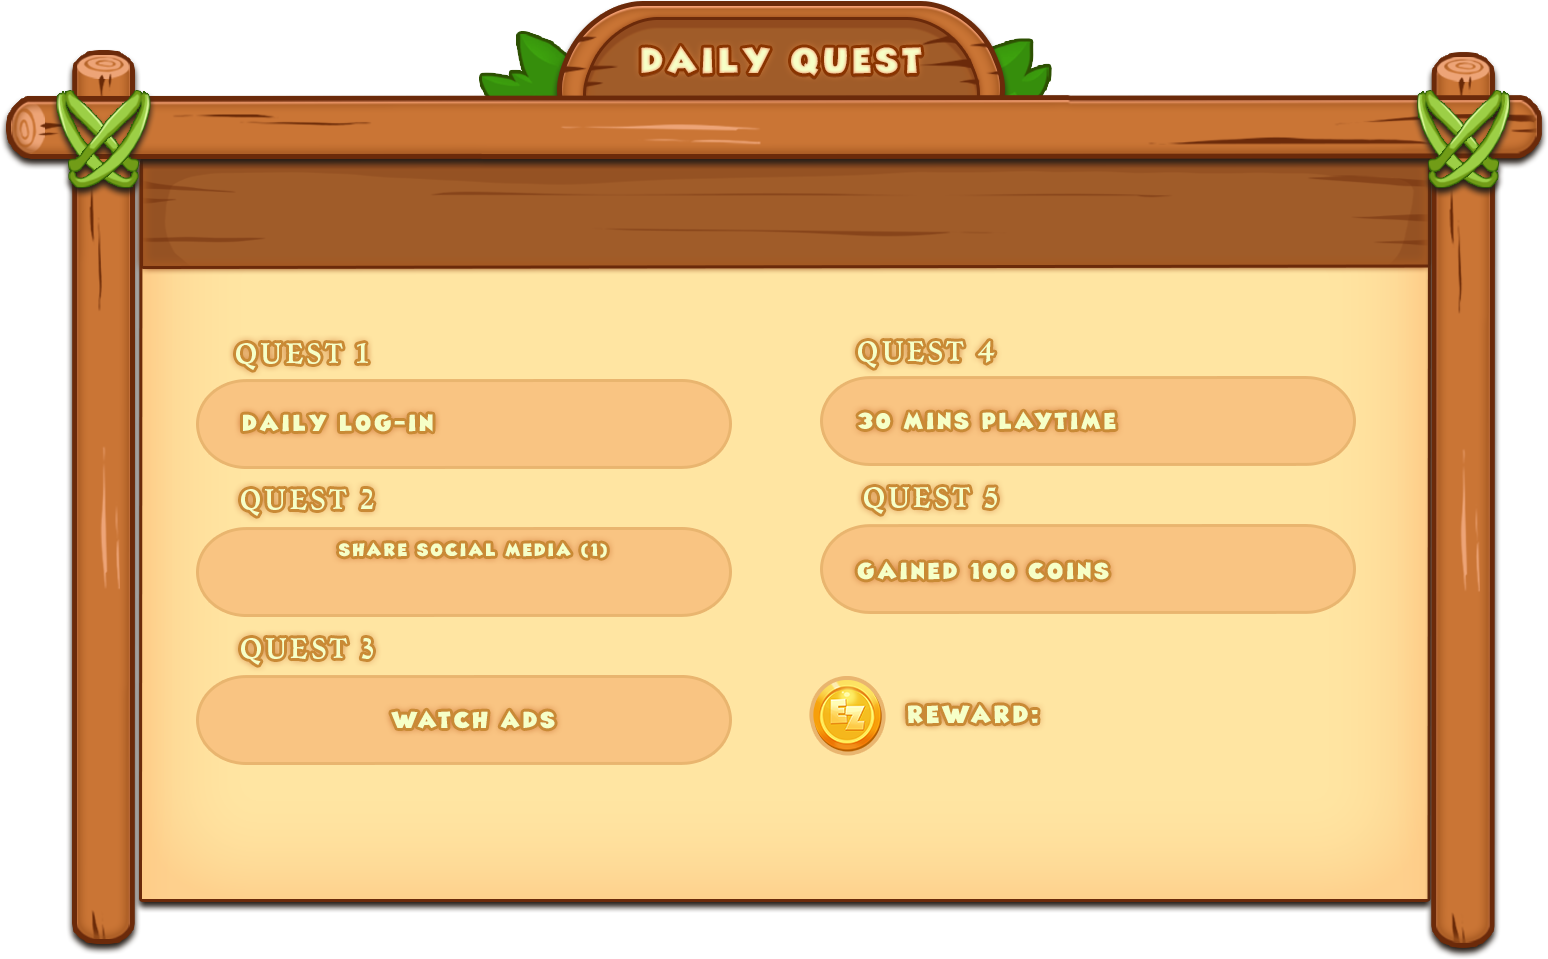 DAILY QUEST
QUEST 1
DAILY LOG-IN
QUEST 2
SHARE SOCIAL MEDIA (1)
QUEST 3
WATCH ADS
QUEST 4
30 MINS PLAYTIME
QUEST 5
GAINED 100 COINS
EZ
REWARD: